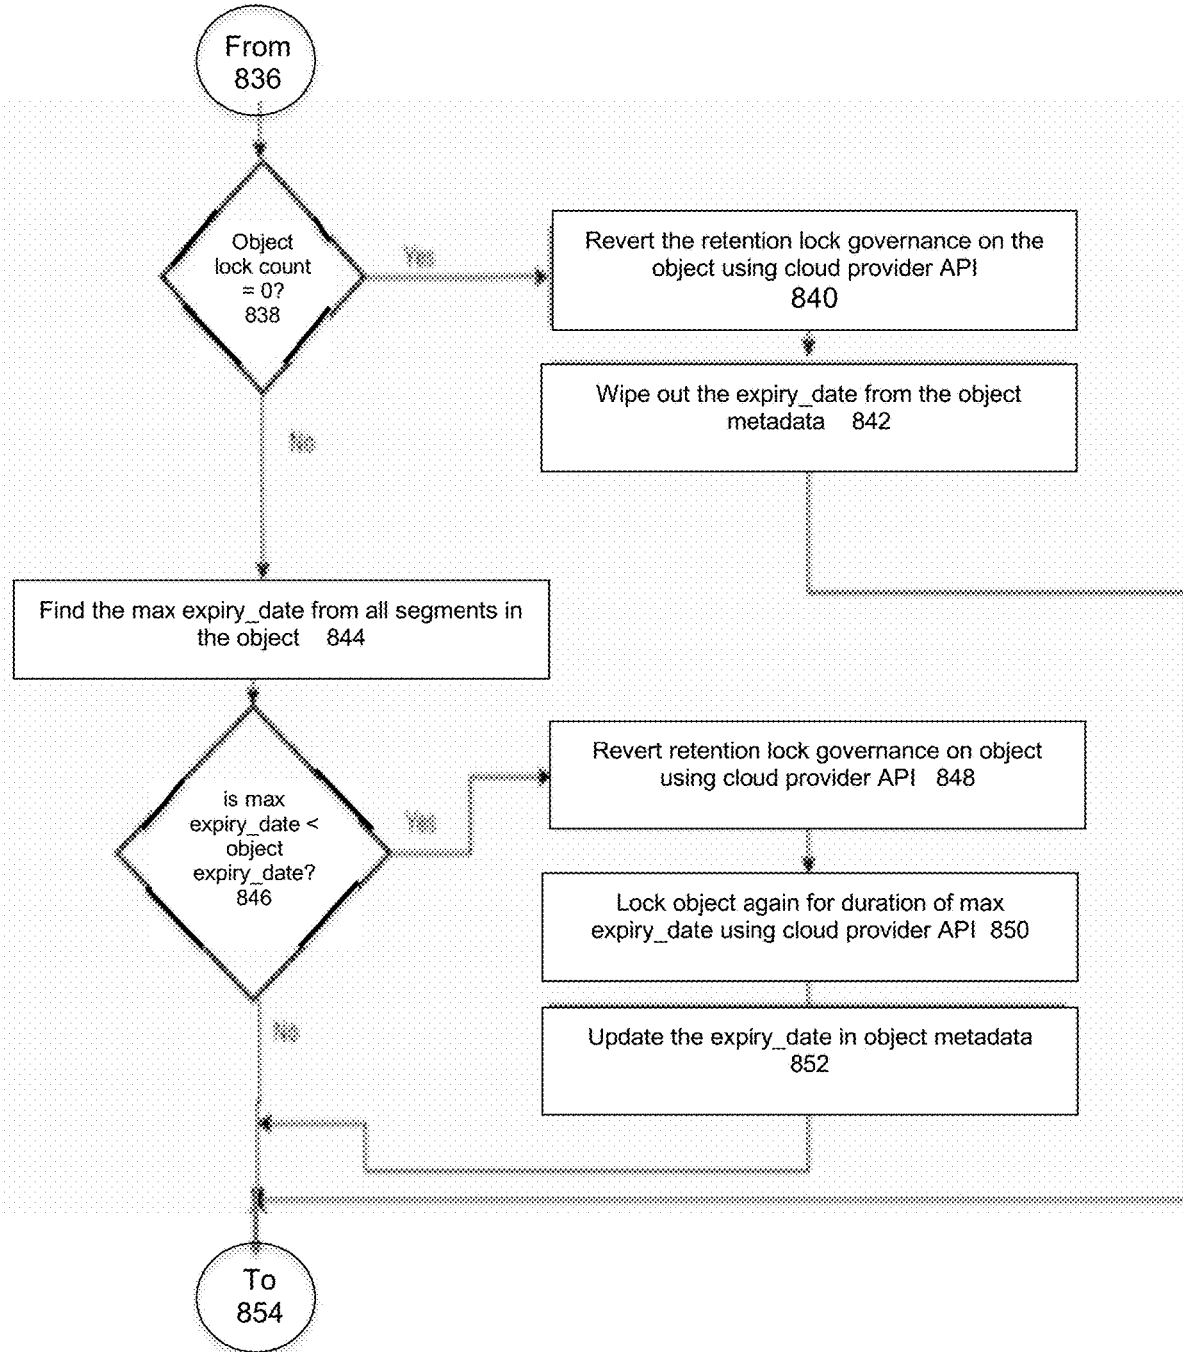 From
836
Object
lock count
= 0?
838
Yes
Revert the retention lock governance on the
object using cloud provider API
840
Wipe out the expiry_date from the object
metadata 842
No
Find the max expiry_date from all segments in
the object 844
is max
expiry_date <
object
expiry_date?
846
Yes
Revert retention lock governance on object
using cloud provider API 848
Lock object again for duration of max
expiry_date using cloud provider API 850
Update the expiry_date in object metadata
852
No
To
854